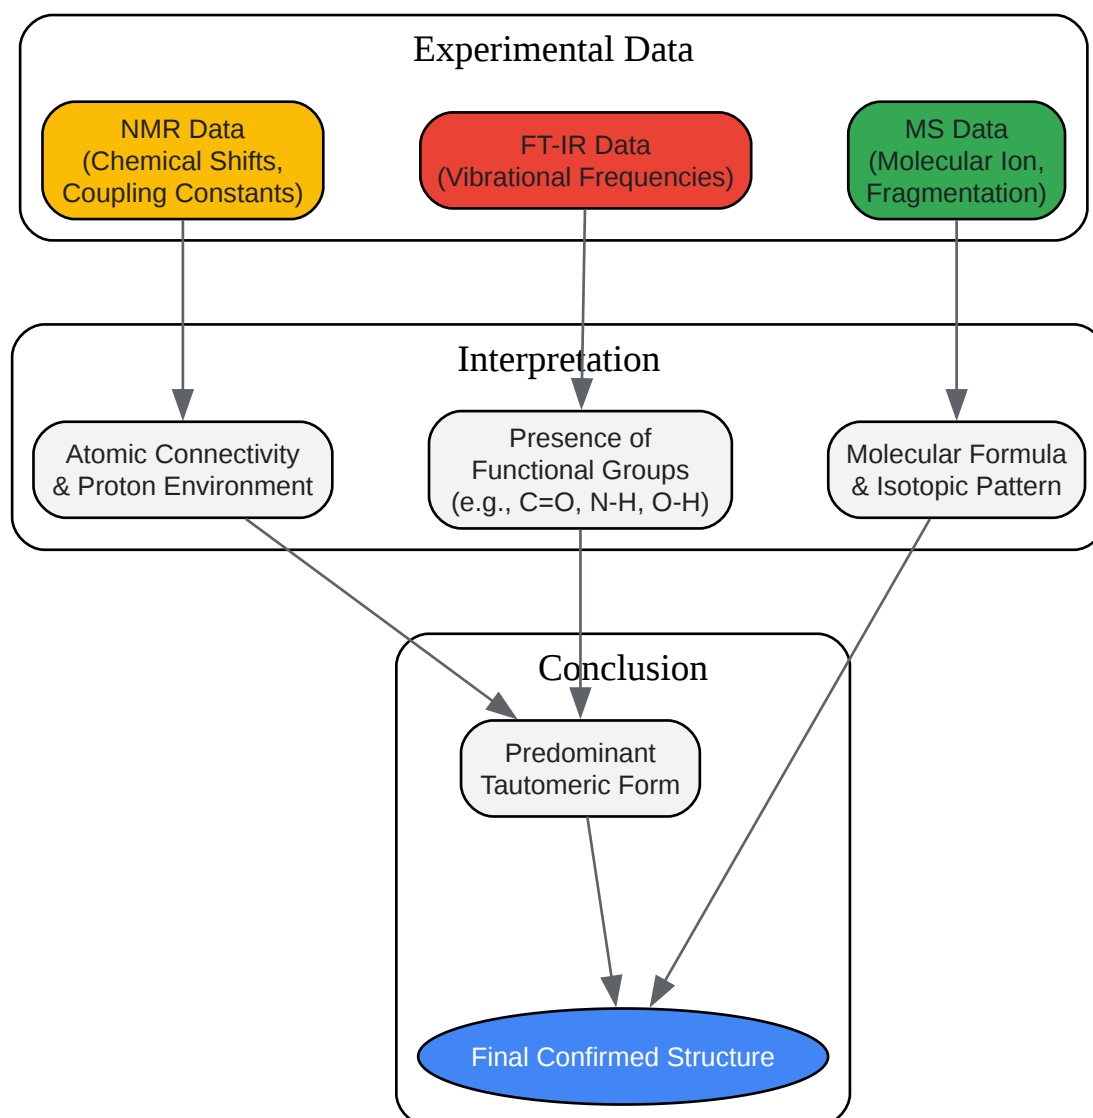 Experimental Data
NMR Data
(Chemical Shifts,
Coupling Constants)
FT-IR Data
(Vibrational Frequencies)
MS Data
(Molecular Ion,
Fragmentation)
Interpretation
Atomic Connectivity
& Proton Environment
Presence of
Functional Groups
(e.g., C=O, N-H, O-H)
Molecular Formula
& Isotopic Pattern
Conclusion
Predominant
Tautomeric Form
Final Confirmed Structure